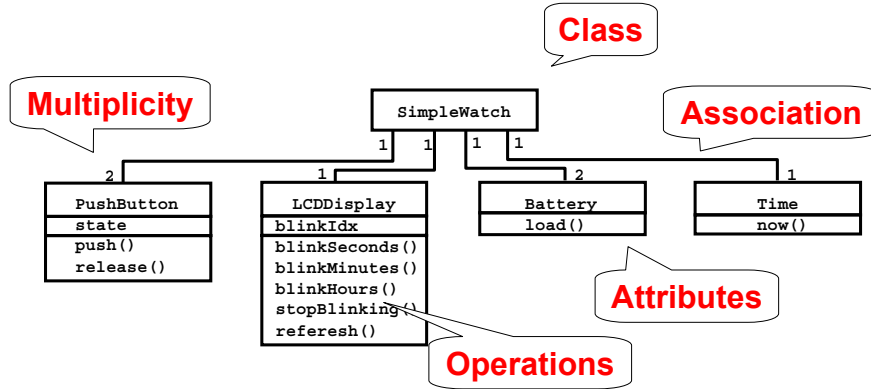 Class
Multiplicity
SimpleWatch
Association
1
1
1
1
2
1
2
1
PushButton
state
push()
release()
LCDDisplay
blinkIdx
blinkSeconds()
blinkMinutes()
blinkHours()
stopBlinking()
referesh()
Battery
load()
Time
now()
Attributes
Operations